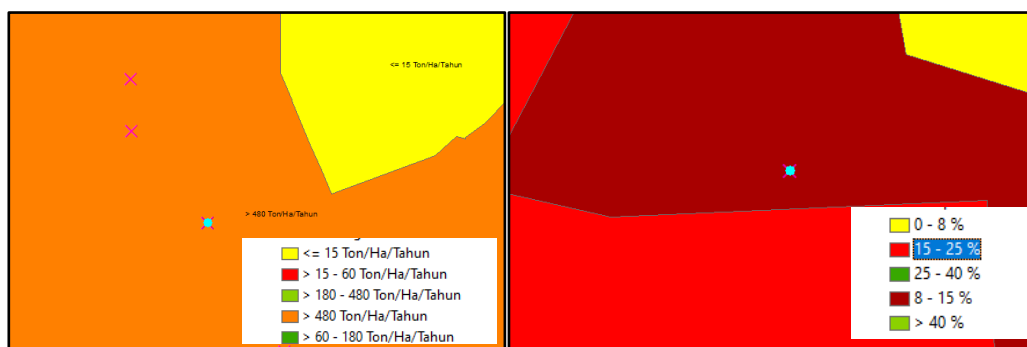 <= 15 Ton/Ha/Tahun
> 480 Ton/Ha/Tahun
<= 15 Ton/Ha/Tahun
> 15 - 60 Ton/Ha/Tahun
> 180 - 480 Ton/Ha/Tahun
> 480 Ton/Ha/Tahun
> 60 - 180 Ton/Ha/Tahun
0 - 8 %
15 - 25 %
25 - 40 %
8 - 15 %
> 40 %